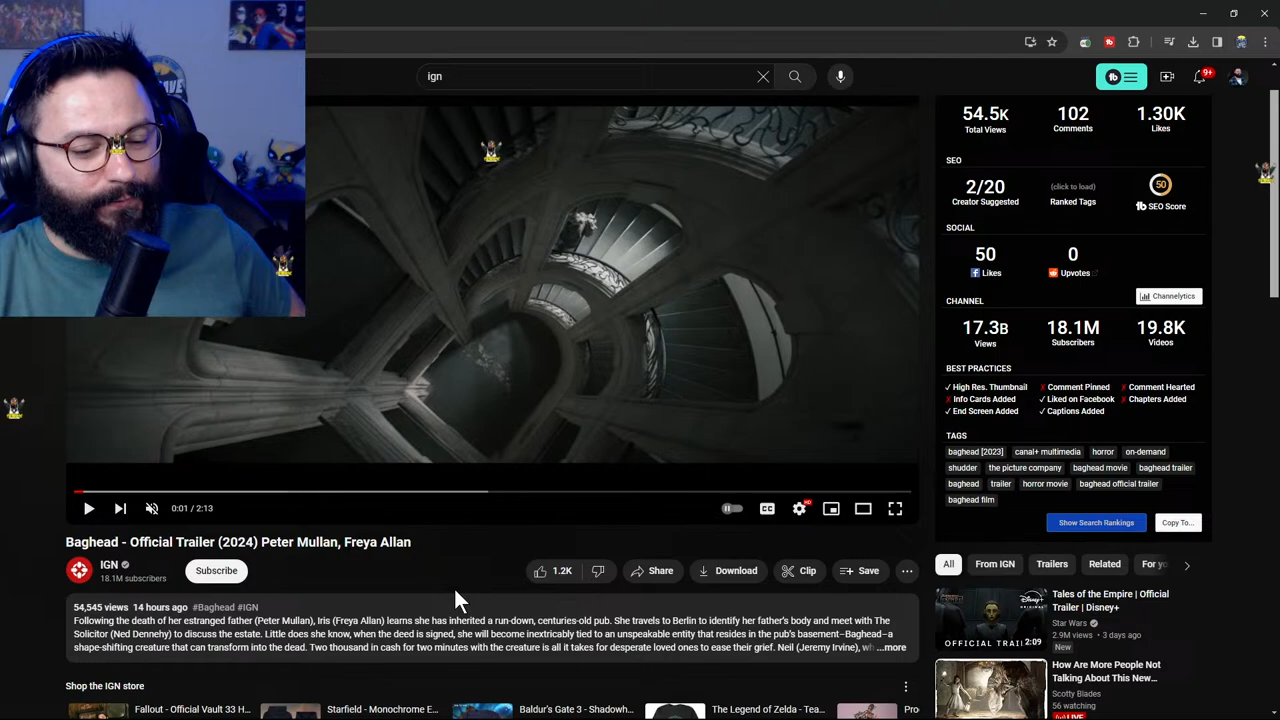 ign
9+
54.5K
102
1.30K
Total Views
Comments
Likes
SEO
2/20
(click to load)
50
Creator Suggested
Ranked Tags
tb SEO Score
SOCIAL
50
0
Likes
Upvotes
CHANNEL
Channelytics
17.3B
18.1M
19.8K
Views
Subscribers
Videos
BEST PRACTICES
✓ High Res. Thumbnail
✗ Comment Pinned
✗ Comment Hearted
✗ Info Cards Added
✓ Liked on Facebook
✗ Chapters Added
✓ End Screen Added
✓ Captions Added
TAGS
baghead [2023]
canal+ multimedia
horror
on-demand
shudder
the picture company
baghead movie
baghead trailer
baghead
trailer
horror movie
baghead official trailer
baghead film
Show Search Rankings
Copy To...
0:01 / 2:13
CC
HD
Baghead - Official Trailer (2024) Peter Mullan, Freya Allan
IGN
18.1M subscribers
Subscribe
1.2K
Share
Download
Clip
Save
54,545 views 14 hours ago #Baghead #IGN
Following the death of her estranged father (Peter Mullan), Iris (Freya Allan) learns she has inherited a run-down, centuries-old pub. She travels to Berlin to identify her father's body and meet with The
Solicitor (Ned Dennehy) to discuss the estate. Little does she know, when the deed is signed, she will become inextricably tied to an unspeakable entity that resides in the pub's basement–Baghead–a
shape-shifting creature that can transform into the dead. Two thousand in cash for two minutes with the creature is all it takes for desperate loved ones to ease their grief. Neil (Jeremy Irvine), ...more
Shop the IGN store
Fallout - Official Vault 33 H...
Starfield - Monochrome E...
Baldur's Gate 3 - Shadowh...
The Legend of Zelda - Tea...
All
From IGN
Trailers
Related
For
Tales of the Empire | Official
Trailer | Disney+
Star Wars
2.9M views • 3 days ago
New
Disney+
OFFICIAL TRAI
2:09
How Are More People Not
Talking About This New...
Scotty Blades
56 watching
LIVE